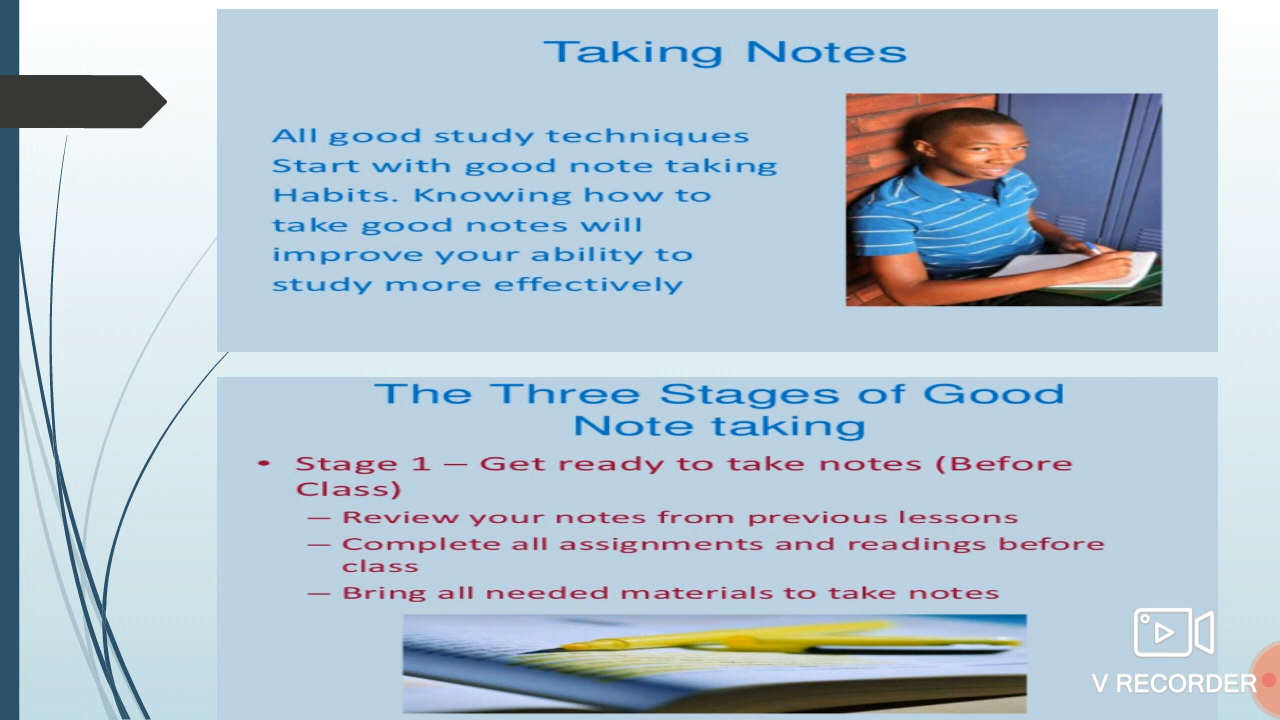 Taking Notes
All good study techniques
Start with good note taking
Habits. Knowing how to
take good notes will
improve your ability to
study more effectively
The Three Stages of Good
Note taking
• Stage 1 – Get ready to take notes (Before
Class)
– Review your notes from previous lessons
– Complete all assignments and readings before
class
– Bring all needed materials to take notes
V RECORDER